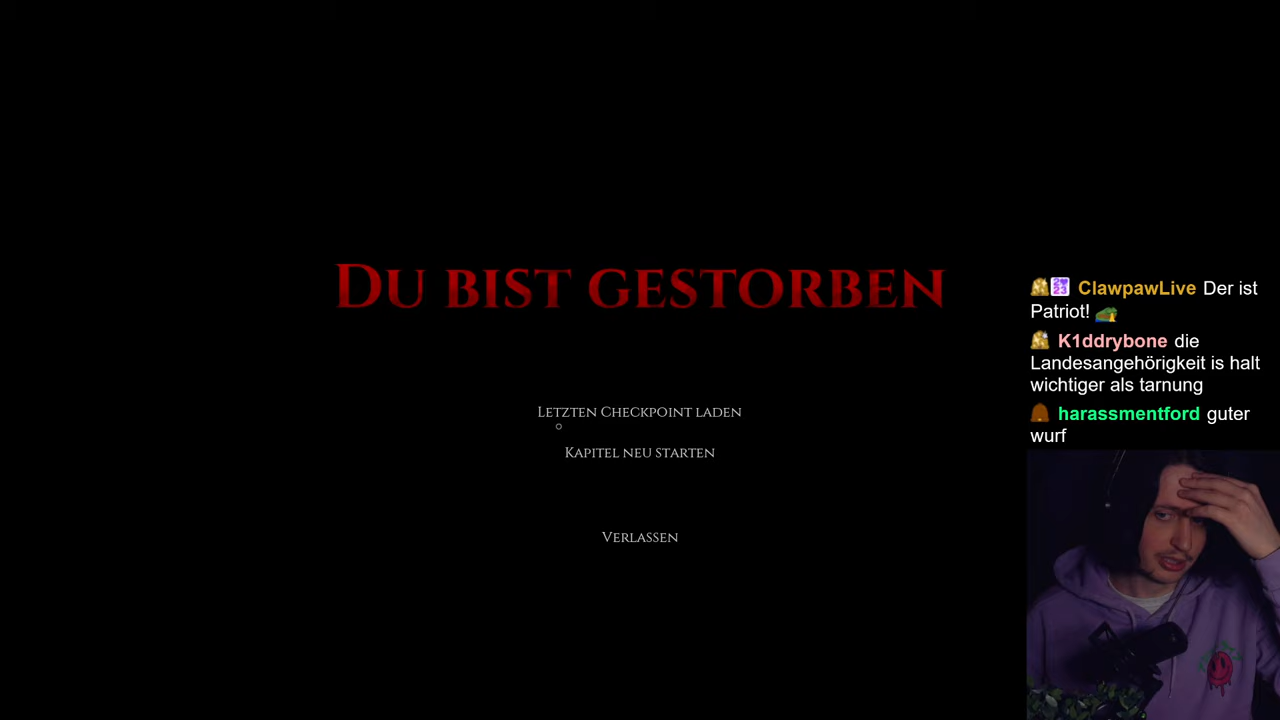 Du bist gestorben
Letzten Checkpoint laden
Kapitel neu starten
Verlassen
ClawpawLive Der ist
Patriot!
K1ddrybone die
Landesangehörigkeit is halt
wichtiger als tarnung
harassmentford guter
wurf